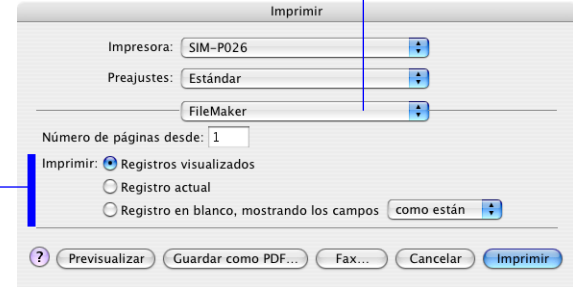 Imprimir
Impresora: SIM-P026
Preajustes: Estándar
FileMaker
Número de páginas desde: 1
Imprimir: Registros visualizados
Registro actual
Registro en blanco, mostrando los campos como están
? Previsualizar Guardar como PDF... Fax... Cancelar Imprimir